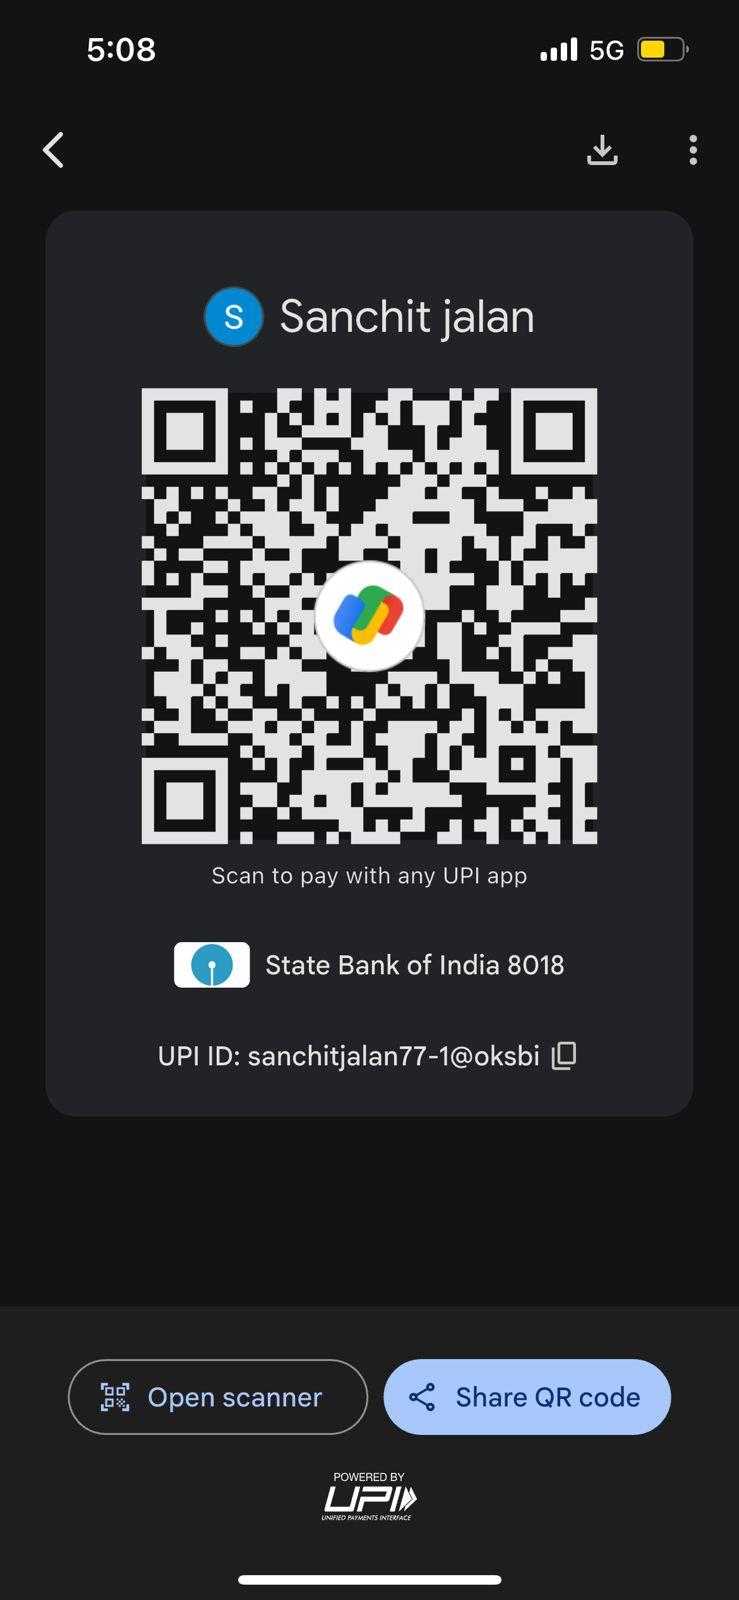 5:08
5G
S Sanchit jalan
Scan to pay with any UPI app
State Bank of India 8018
UPI ID: sanchitjalan77-1@oksbi
Open scanner
Share QR code
POWERED BY
UPI
UNIFIED PAYMENTS INTERFACE